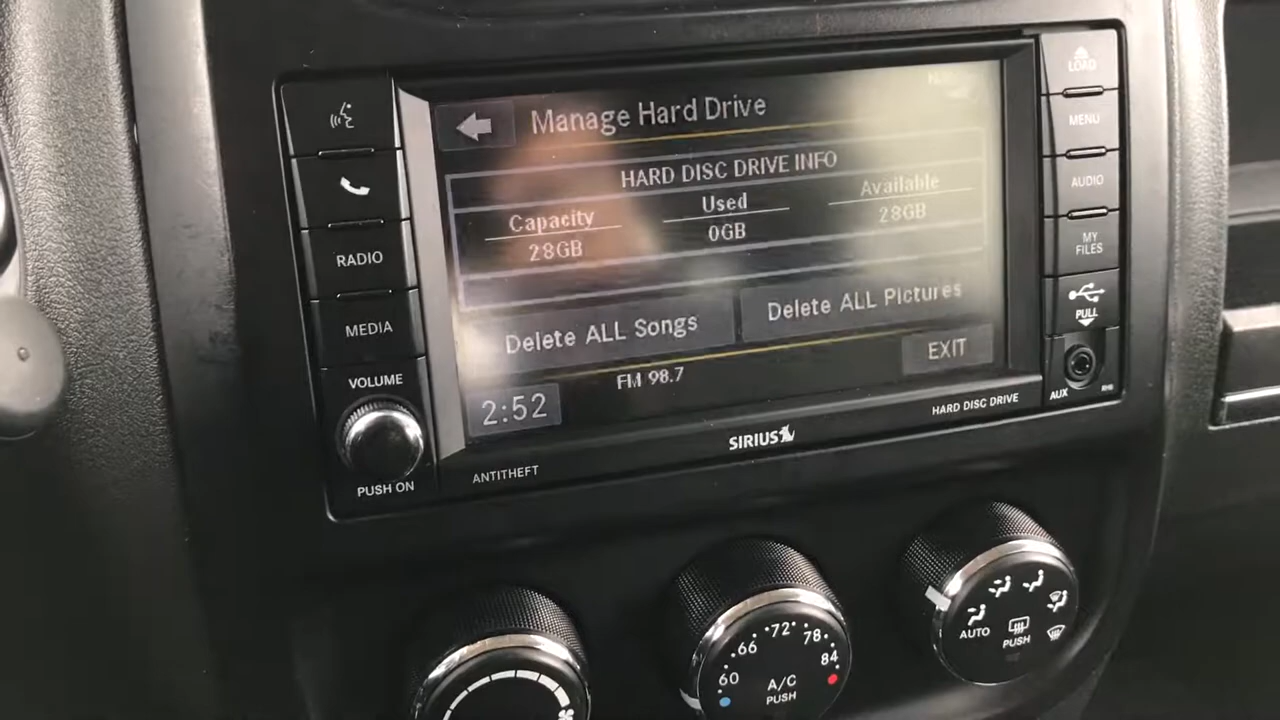 Manage Hard Drive
HARD DISC DRIVE INFO
Capacity Used Available
28GB 0GB 28GB
Delete ALL Songs Delete ALL Pictures
EXIT
FM 98.7
2:52
RADIO
MEDIA
VOLUME
PUSH ON
ANTITHEFT
SIRIUS
HARD DISC DRIVE
LOAD
MENU
AUDIO
MY
FILES
PULL
AUX
60 66 72 78 84
A/C
PUSH
AUTO
PUSH